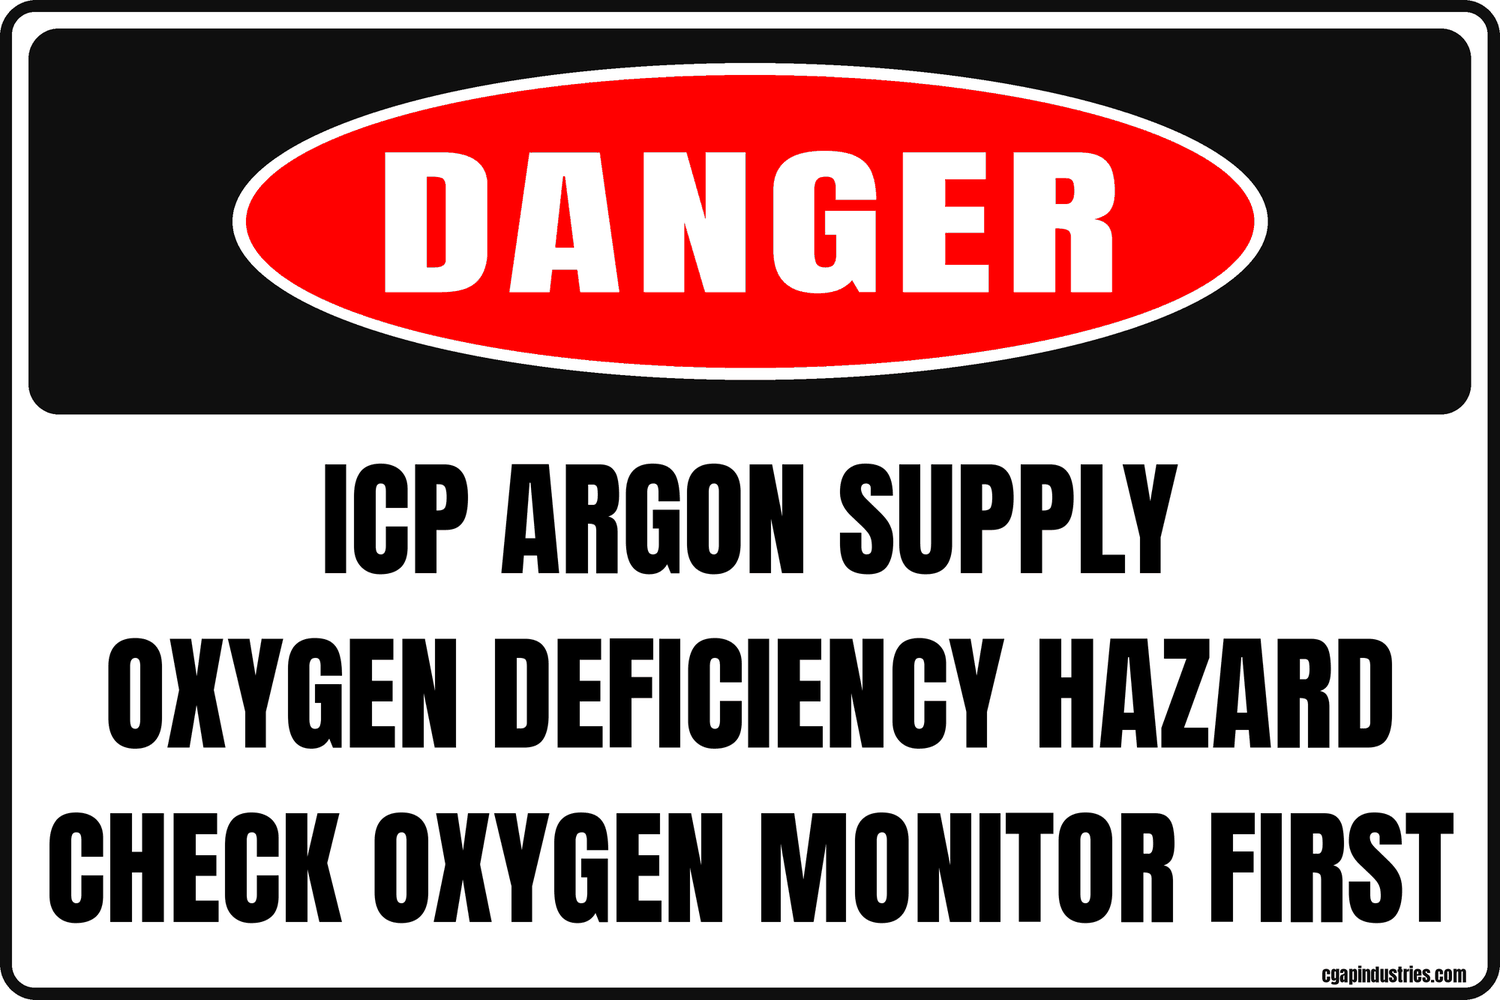 DANGER
ICP ARGON SUPPLY
OXYGEN DEFICIENCY HAZARD
CHECK OXYGEN MONITOR FIRST
cgapindustries.com